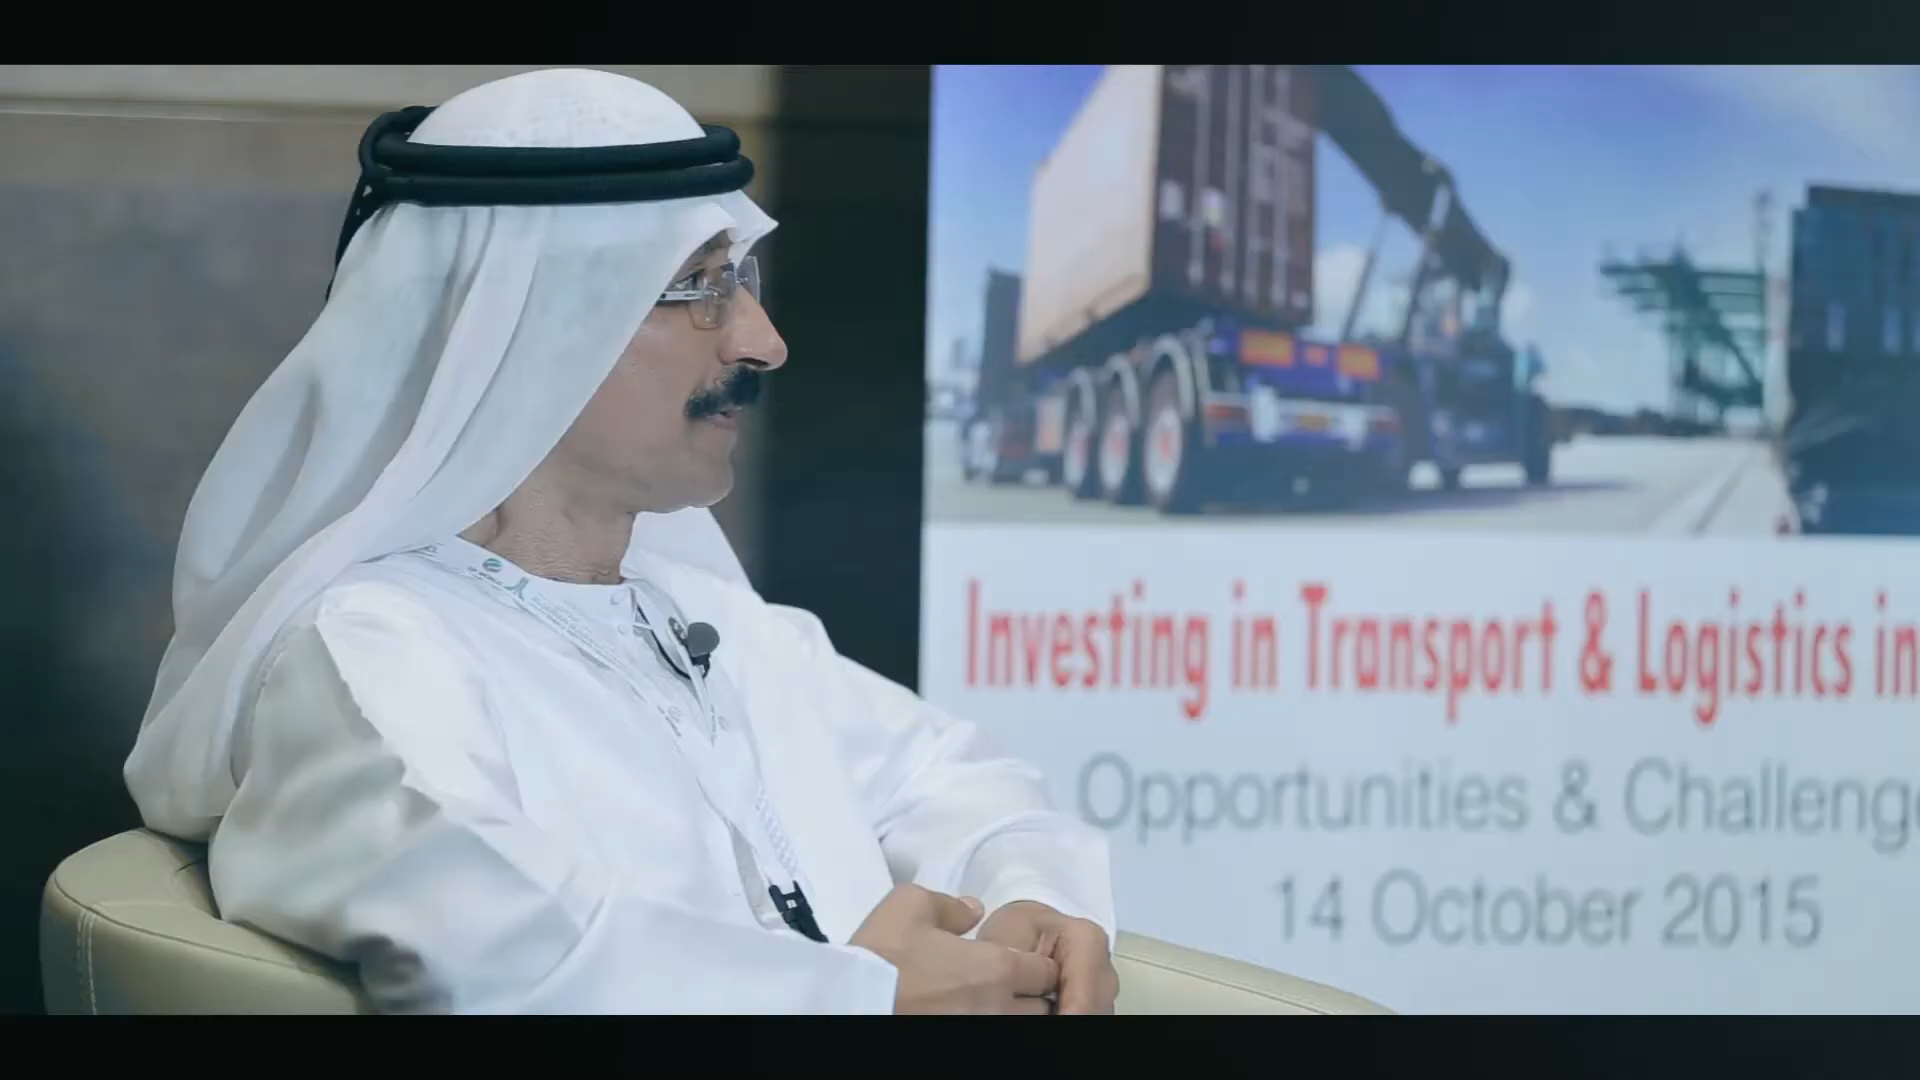 Investing in Transport & Logistics in
Opportunities & Challeng
14 October 2015